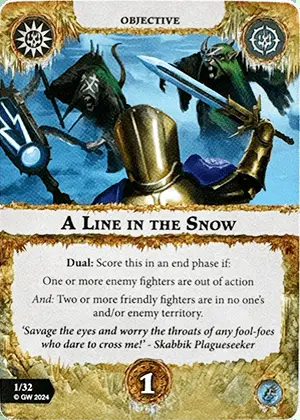 OBJECTIVE
A LINE IN THE SNOW
Dual: Score this in an end phase if:
One or more enemy fighters are out of action
And: Two or more friendly fighters are in no one's
and/or enemy territory.
'Savage the eyes and worry the throats of any fool-foes
who dare to cross me!' - Skabbik Plagueseeker
1/32
© GW 2024
1